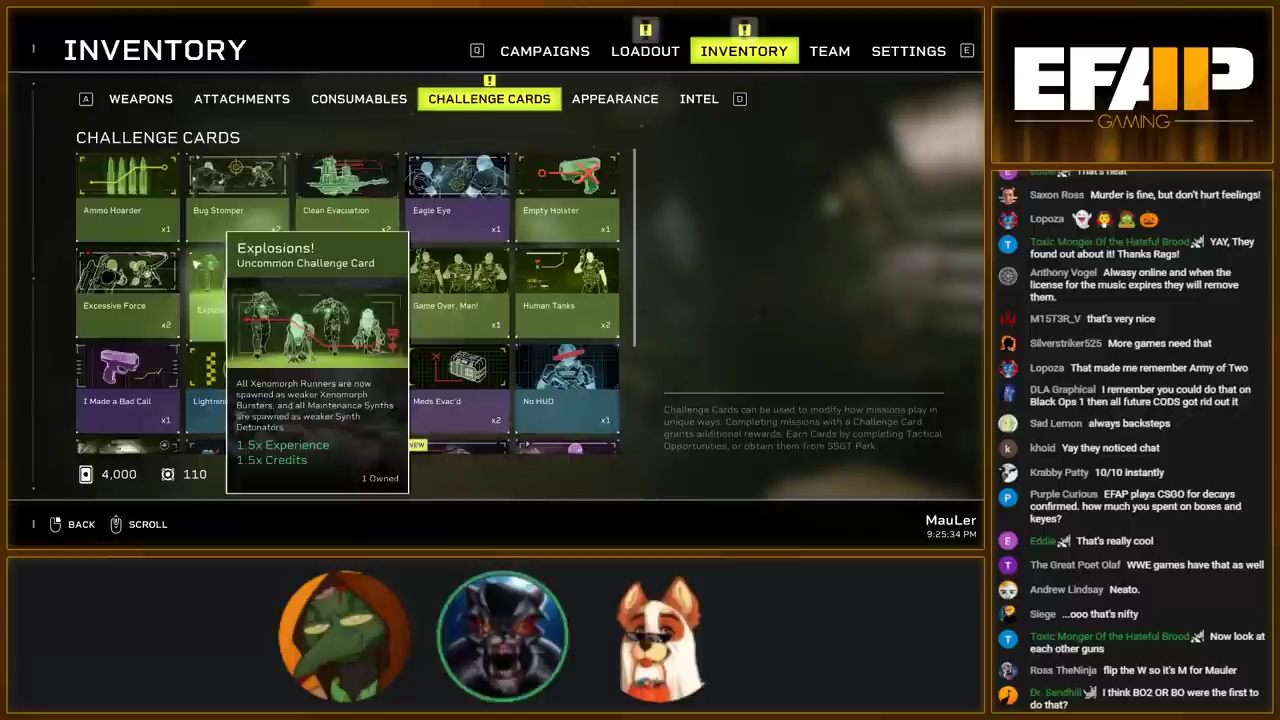 INVENTORY
Q CAMPAIGNS LOADOUT INVENTORY TEAM SETTINGS E
A WEAPONS ATTACHMENTS CONSUMABLES CHALLENGE CARDS APPEARANCE INTEL D
CHALLENGE CARDS
Ammo Hoarder
x1
Bug Stomper
Clean Evacuation
Eagle Eye
x1
Empty Holster
x1
Excessive Force
x2
Game Over, Man!
x1
Human Tanks
x2
I Made a Bad Call
x1
Meds Evac'd
x2
No HUD
x1
NEW
Explosions!
Uncommon Challenge Card
All Xenomorph Runners are now
spawned as weaker Xenomorph
Bursters, and all Maintenance Synths
are spawned as weaker Synth
Detonators
1.5x Experience
1.5x Credits
1 Owned
Challenge Cards can be used to modify how missions play in
unique ways. Completing missions with a Challenge Card
grants additional rewards. Earn Cards by completing Tactical
Opportunities, or obtain them from SSGT Park.
4,000 110
BACK SCROLL
MauLer
9:25:34 PM
EFAP
GAMING
Eddie That's neat
Saxon Ross Murder is fine, but don't hurt feelings!
Lopoza
Toxic Monger Of the Hateful Brood YAY, They
found out about it! Thanks Rags!
Anthony Vogel Alwasy online and when the
license for the music expires they will remove
them.
M15T3R_V that's very nice
Silverstriker525 More games need that
Lopoza That made me remember Army of Two
DLA Graphical I remember you could do that on
Black Ops 1 then all future CODS got rid out it
Sad Lemon always backsteps
khoid Yay they noticed chat
Krabby Patty 10/10 instantly
Purple Curious EFAP plays CSGO for decays
confirmed. how much you spent on boxes and
keyes?
Eddie That's really cool
The Great Poet Olaf WWE games have that as well
Andrew Lindsay Neato.
Siege ...ooo that's nifty
Toxic Monger Of the Hateful Brood Now look at
each other guns
Ross TheNinja flip the W so it's M for Mauler
Dr. Sandhill I think BO2 OR BO were the first to
do that?